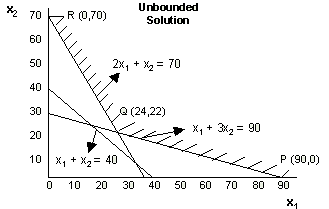 Unbounded
Solution
x2
70
60
50
40
30
20
10
R (0,70)
2x1 + x2 = 70
Q (24,22)
x1 + 3x2 = 90
x1 + x2 = 40
P (90,0)
0 10 20 30 40 50 60 70 80 90
x1